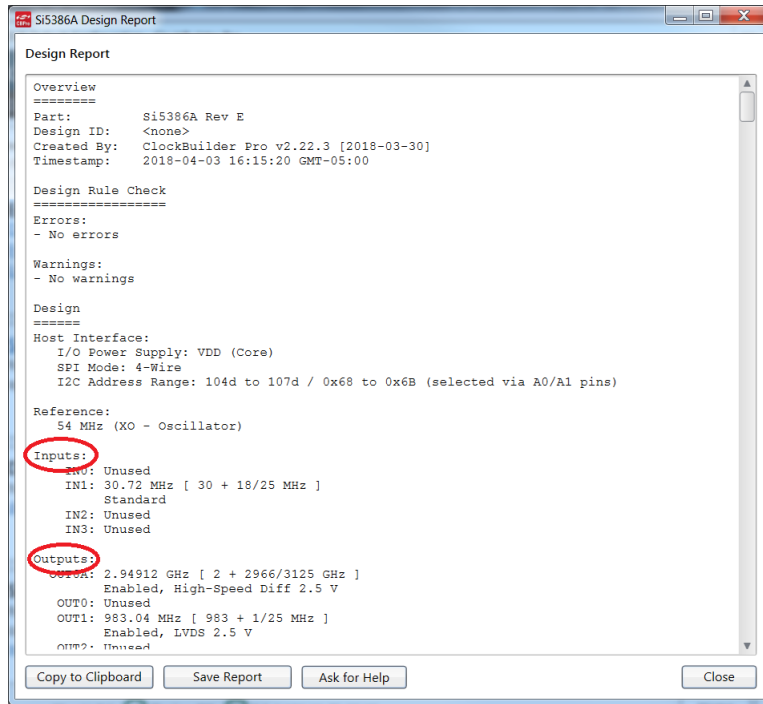 Si5386A Design Report
Design Report
Overview
========
Part: Si5386A Rev E
Design ID: <none>
Created By: ClockBuilder Pro v2.22.3 [2018-03-30]
Timestamp: 2018-04-03 16:15:20 GMT-05:00
Design Rule Check
=================
Errors:
- No errors
Warnings:
- No warnings
Design
======
Host Interface:
I/O Power Supply: VDD (Core)
SPI Mode: 4-Wire
I2C Address Range: 104d to 107d / 0x68 to 0x6B (selected via A0/A1 pins)
Reference:
54 MHz (XO - Oscillator)
Inputs:
IN0: Unused
IN1: 30.72 MHz [ 30 + 18/25 MHz ]
Standard
IN2: Unused
IN3: Unused
Outputs:
OUT0A: 2.94912 GHz [ 2 + 2966/3125 GHz ]
Enabled, High-Speed Diff 2.5 V
OUT0: Unused
OUT1: 983.04 MHz [ 983 + 1/25 MHz ]
Enabled, LVDS 2.5 V
OUT2: Unused
Copy to Clipboard
Save Report
Ask for Help
Close